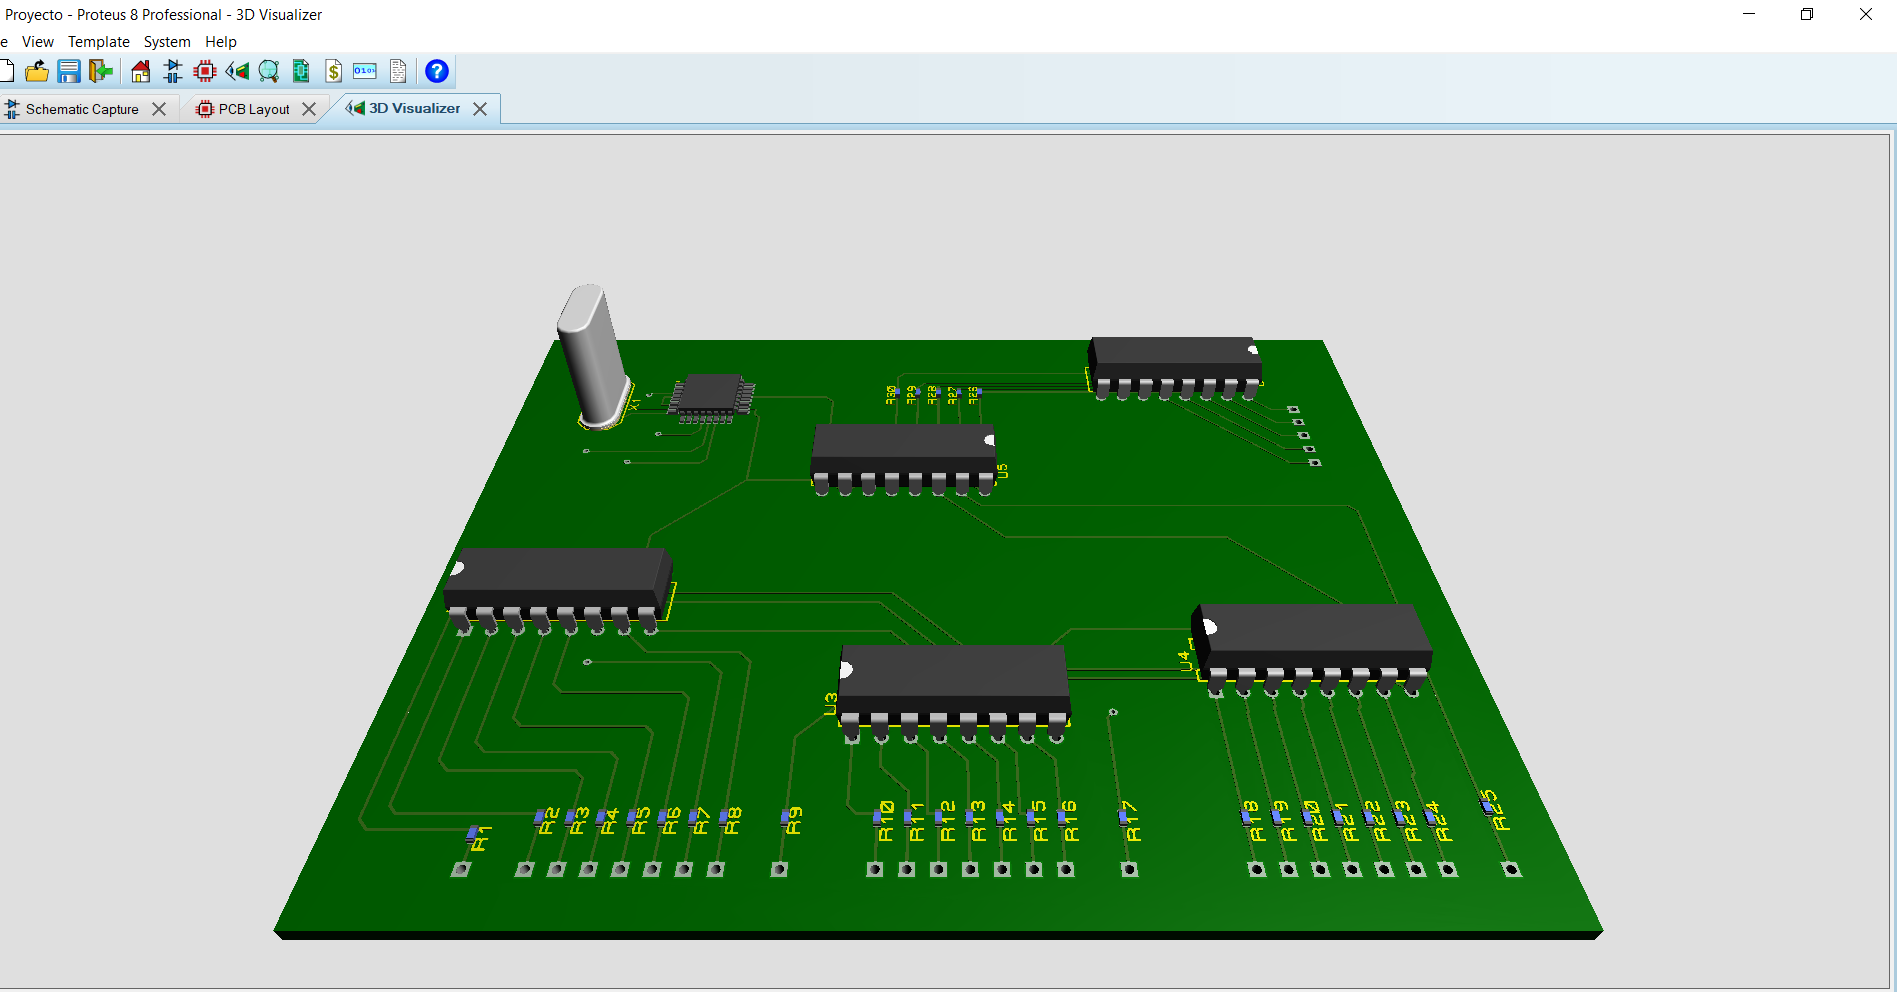 Proyecto - Proteus 8 Professional - 3D Visualizer
e View Template System Help
$ 010 ?
Schematic Capture PCB Layout 3D Visualizer
X1
R30 R29 R28 R27 R26
U5
U4
U3
R1 R2 R3 R4 R5 R6 R7 R8 R9 R10 R11 R12 R13 R14 R15 R16 R17 R18 R19 R20 R21 R22 R23 R24 R25